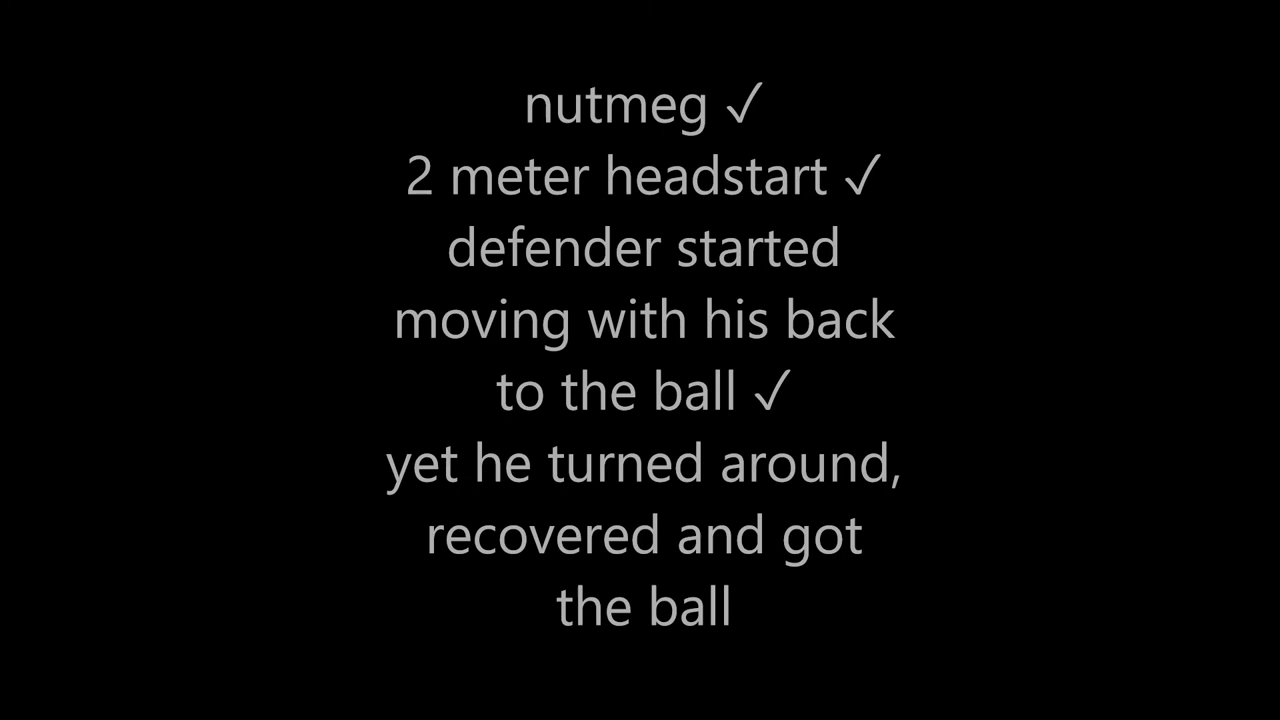 nutmeg ✓
2 meter headstart ✓
defender started
moving with his back
to the ball ✓
yet he turned around,
recovered and got
the ball